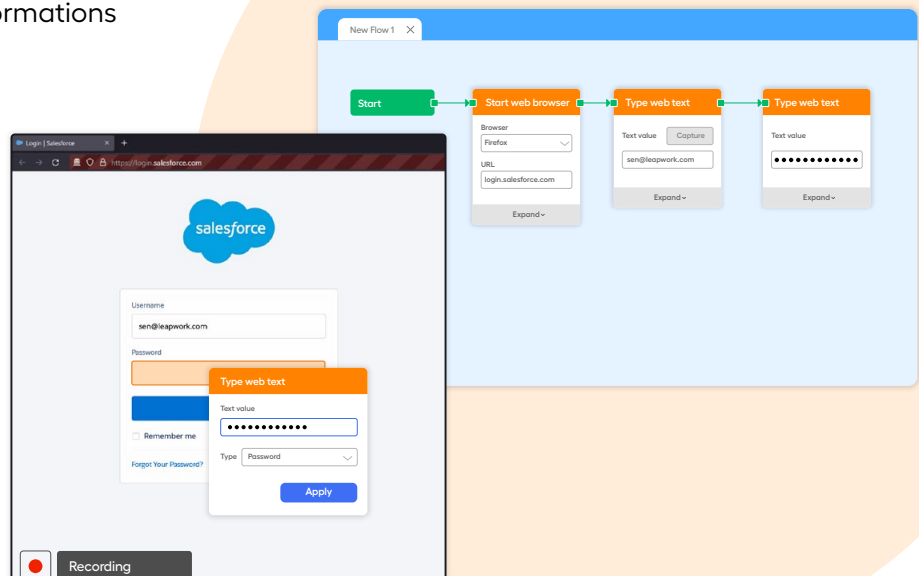 New Flow 1
Start
Start web browser
Browser
Firefox
URL
login.salesforce.com
Expand
Type web text
Text value
Capture
sen@leapwork.com
Expand
Type web text
Text value
●●●●●●●●●●●●
Expand
Login | Salesforce
https://login.salesforce.com
salesforce
Username
sen@leapwork.com
Password
Remember me
Forgot Your Password?
Type web text
Text value
●●●●●●●●●●●●
Type
Password
Apply
Recording